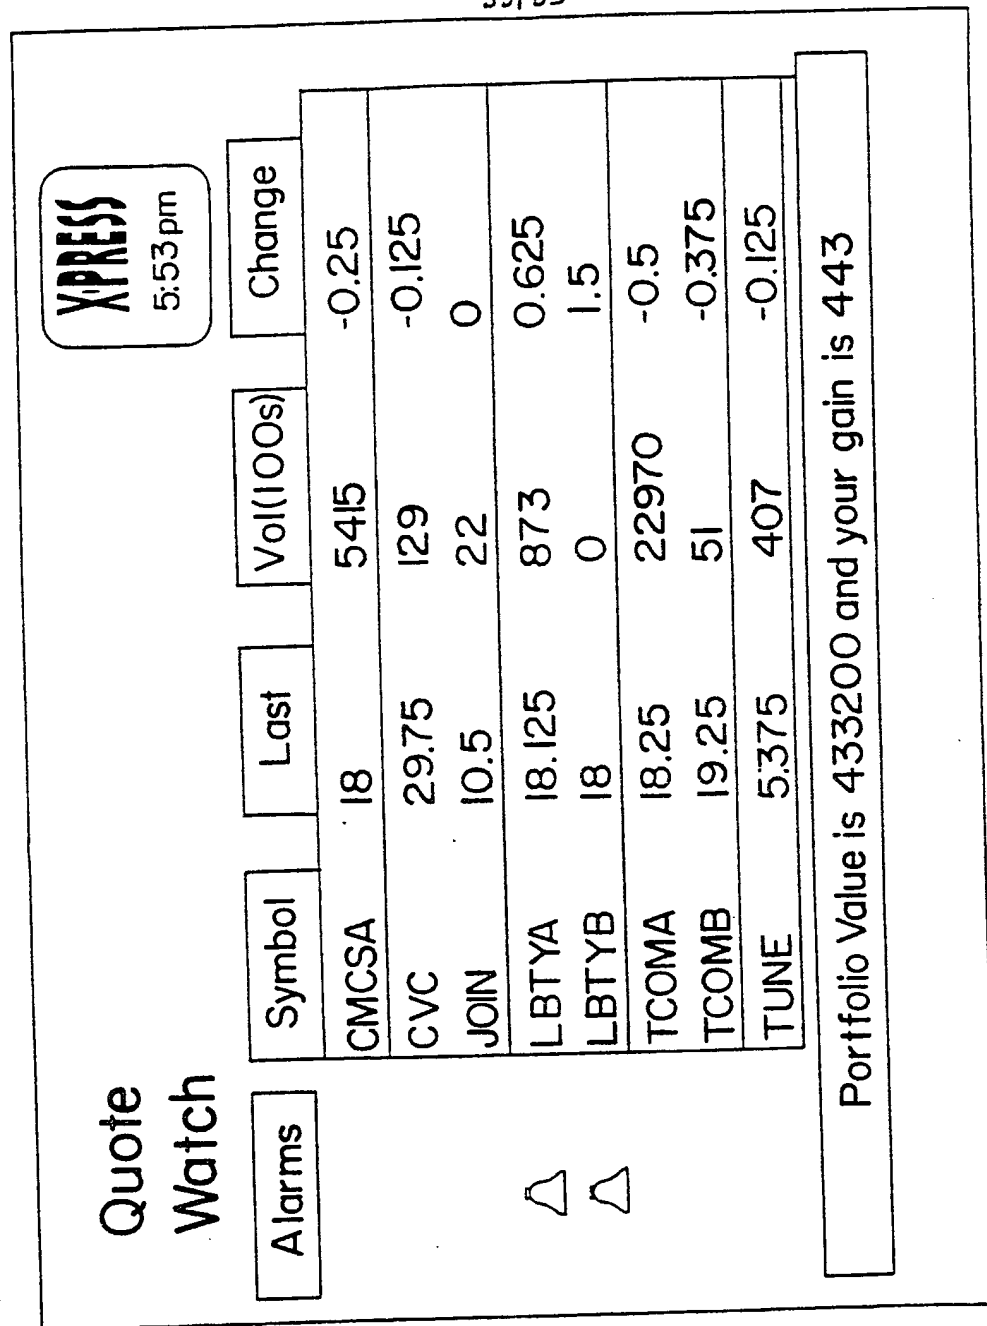 Quote
Watch
X·PRESS
5:53 pm
Alarms Symbol Last Vol(100s) Change
CMCSA 18 5415 -0.25
CVC 29.75 129 -0.125
JOIN 10.5 22 0
LBTYA 18.125 873 0.625
LBTYB 18 0 1.5
TCOMA 18.25 22970 -0.5
TCOMB 19.25 51 -0.375
TUNE 5.375 407 -0.125
Portfolio Value is 433200 and your gain is 443